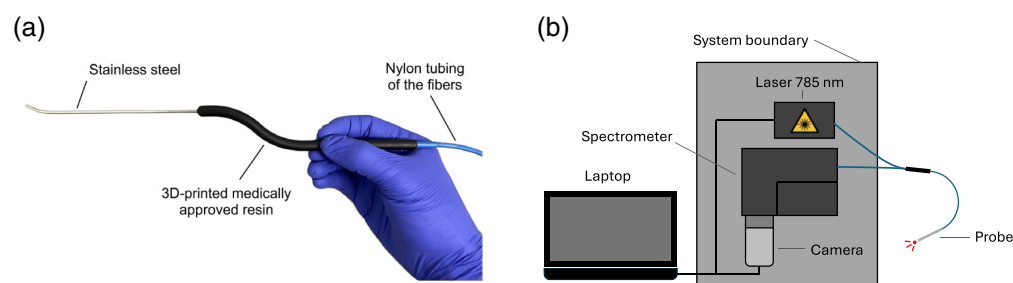 (a)
Stainless steel
Nylon tubing
of the fibers
3D-printed medically
approved resin
(b)
System boundary
Laser 785 nm
Spectrometer
Laptop
Camera
Probe